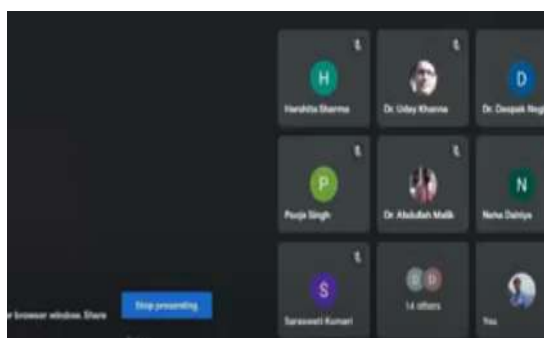 H
Harshita Sharma
Dr. Uday Khanna
D
Dr. Deepak Negi
P
Pooja Singh
Dr. Abdullah Malik
N
Neha Dahiya
S
Saraswati Kumari
S D
14 others
You
r browser window. Share
Stop presenting